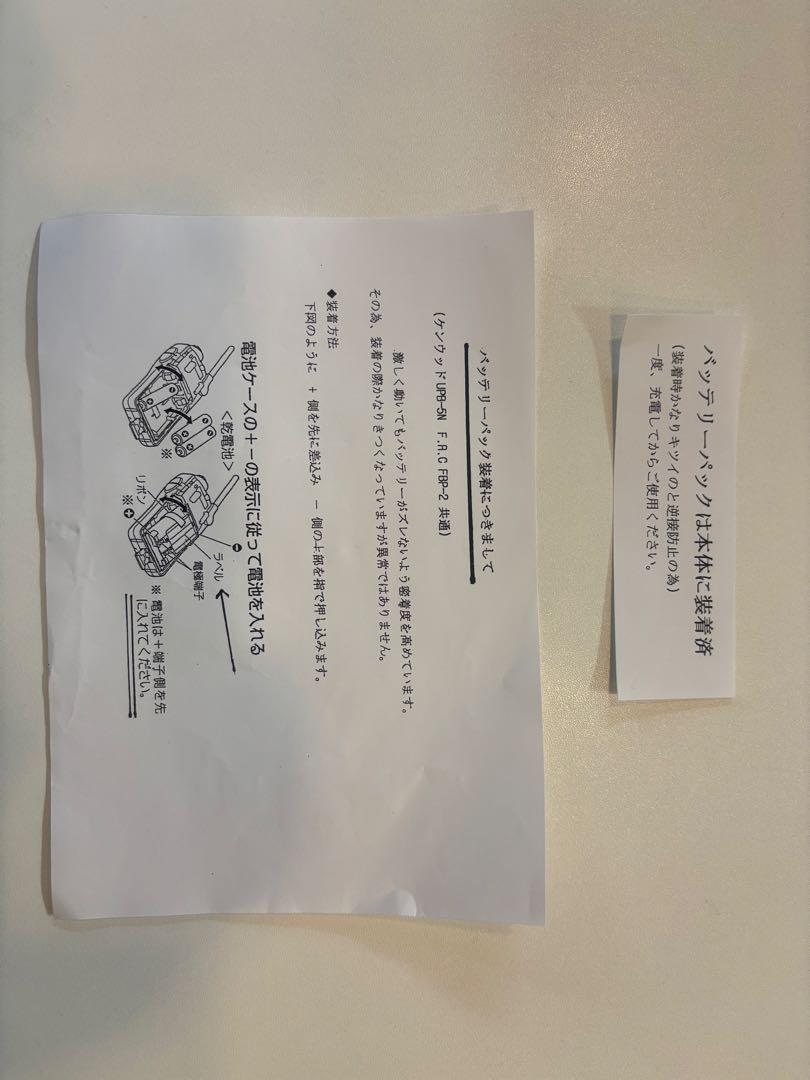 バッテリーパックは本体に装着済
(装着時かなりキツイのと逆接防止の為)
一度、充電してからご使用ください。
バッテリーパック装着につきまして
(ケンウッドUPB-5N F.R.C FBP-2 共通)
激しく動いてもバッテリーがズレないよう密着度を高めています。
その為、装着の際かなりきつくなっていますが異常ではありません。
◆装着方法
下図のように + 側を先に差込み - 側の上部を指で押し込みます。
電池ケースの+-の表示に従って電池を入れる
<乾電池>
※
リボン
※⊕
⊖
ラベル
電極端子
※ 電池は+端子側を先
に入れてください。